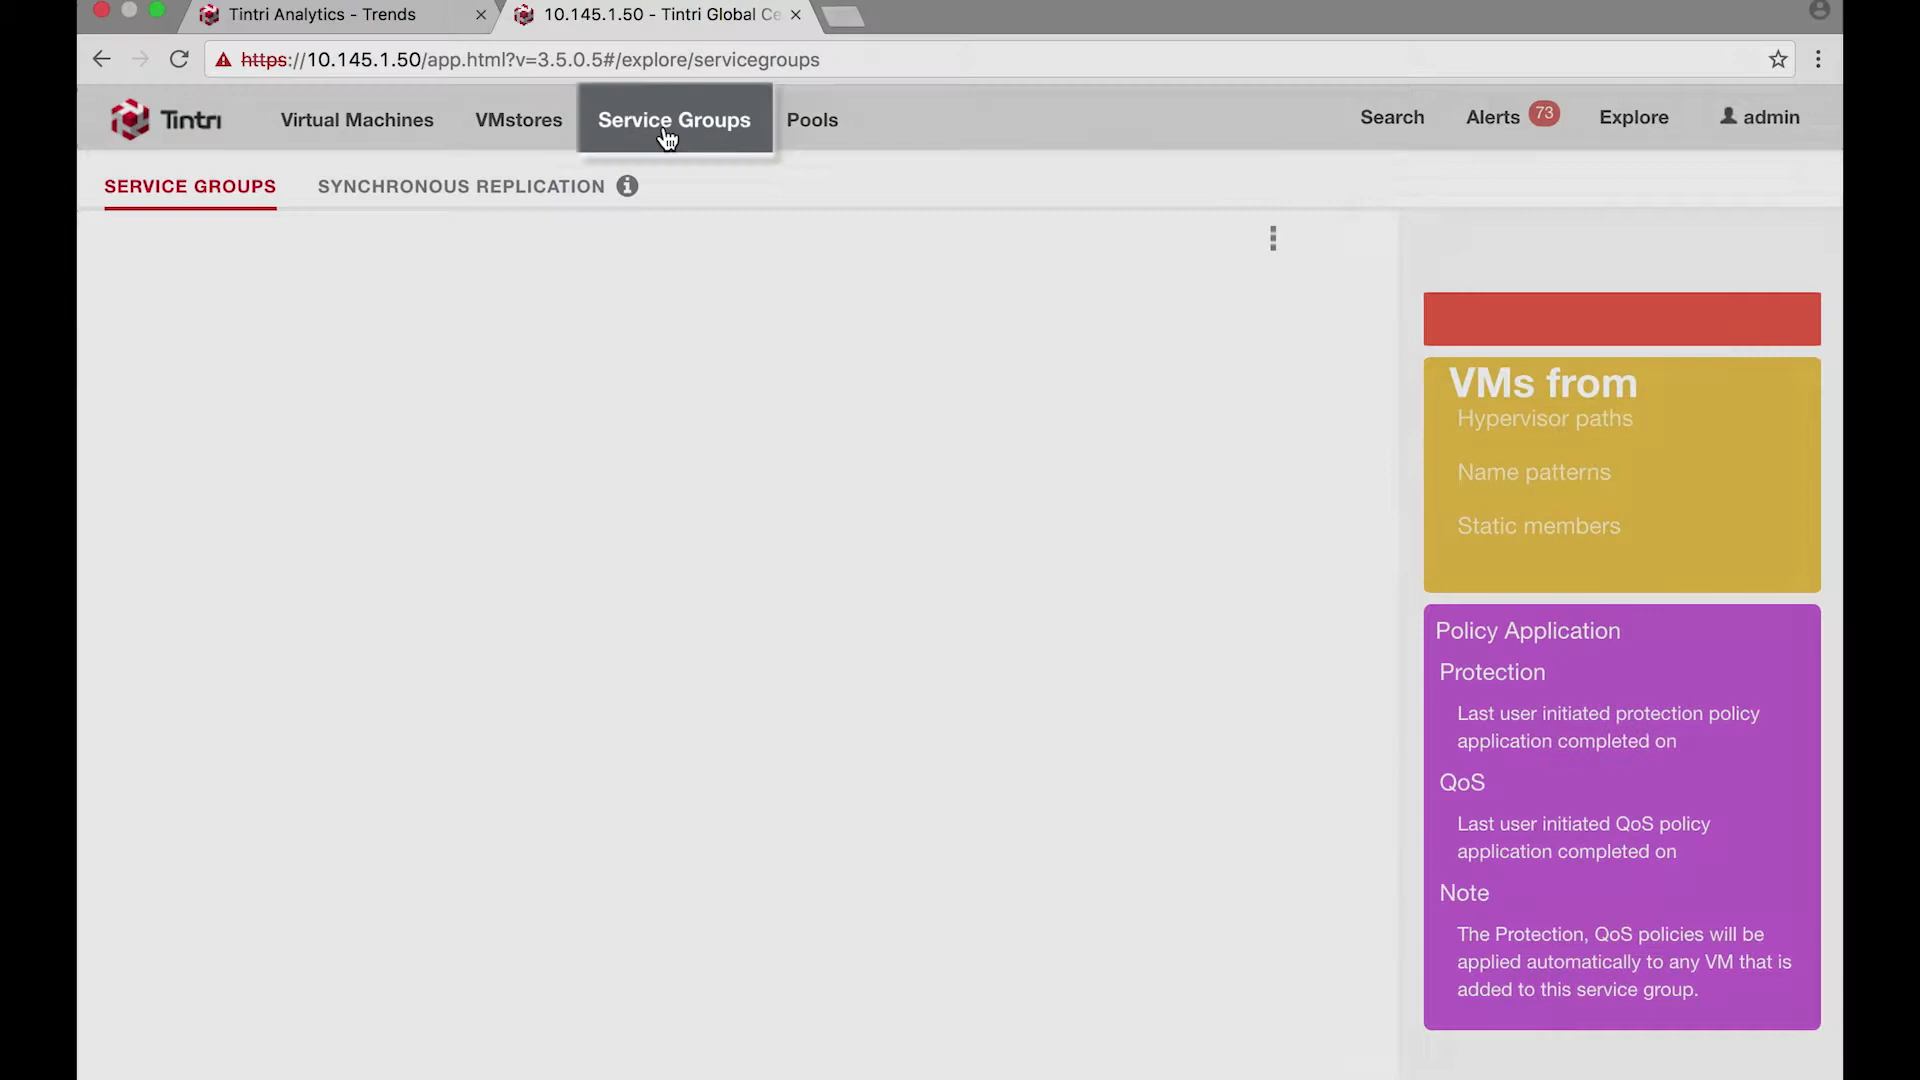 Tintri Analytics - Trends
10.145.1.50 - Tintri Global Ce
https://10.145.1.50/app.html?v=3.5.0.5#/explore/servicegroups
Tintri
Virtual Machines
VMstores
Service Groups
Pools
Search
Alerts 73
Explore
admin
SERVICE GROUPS
SYNCHRONOUS REPLICATION
VMs from
Hypervisor paths
Name patterns
Static members
Policy Application
Protection
Last user initiated protection policy
application completed on
QoS
Last user initiated QoS policy
application completed on
Note
The Protection, QoS policies will be
applied automatically to any VM that is
added to this service group.